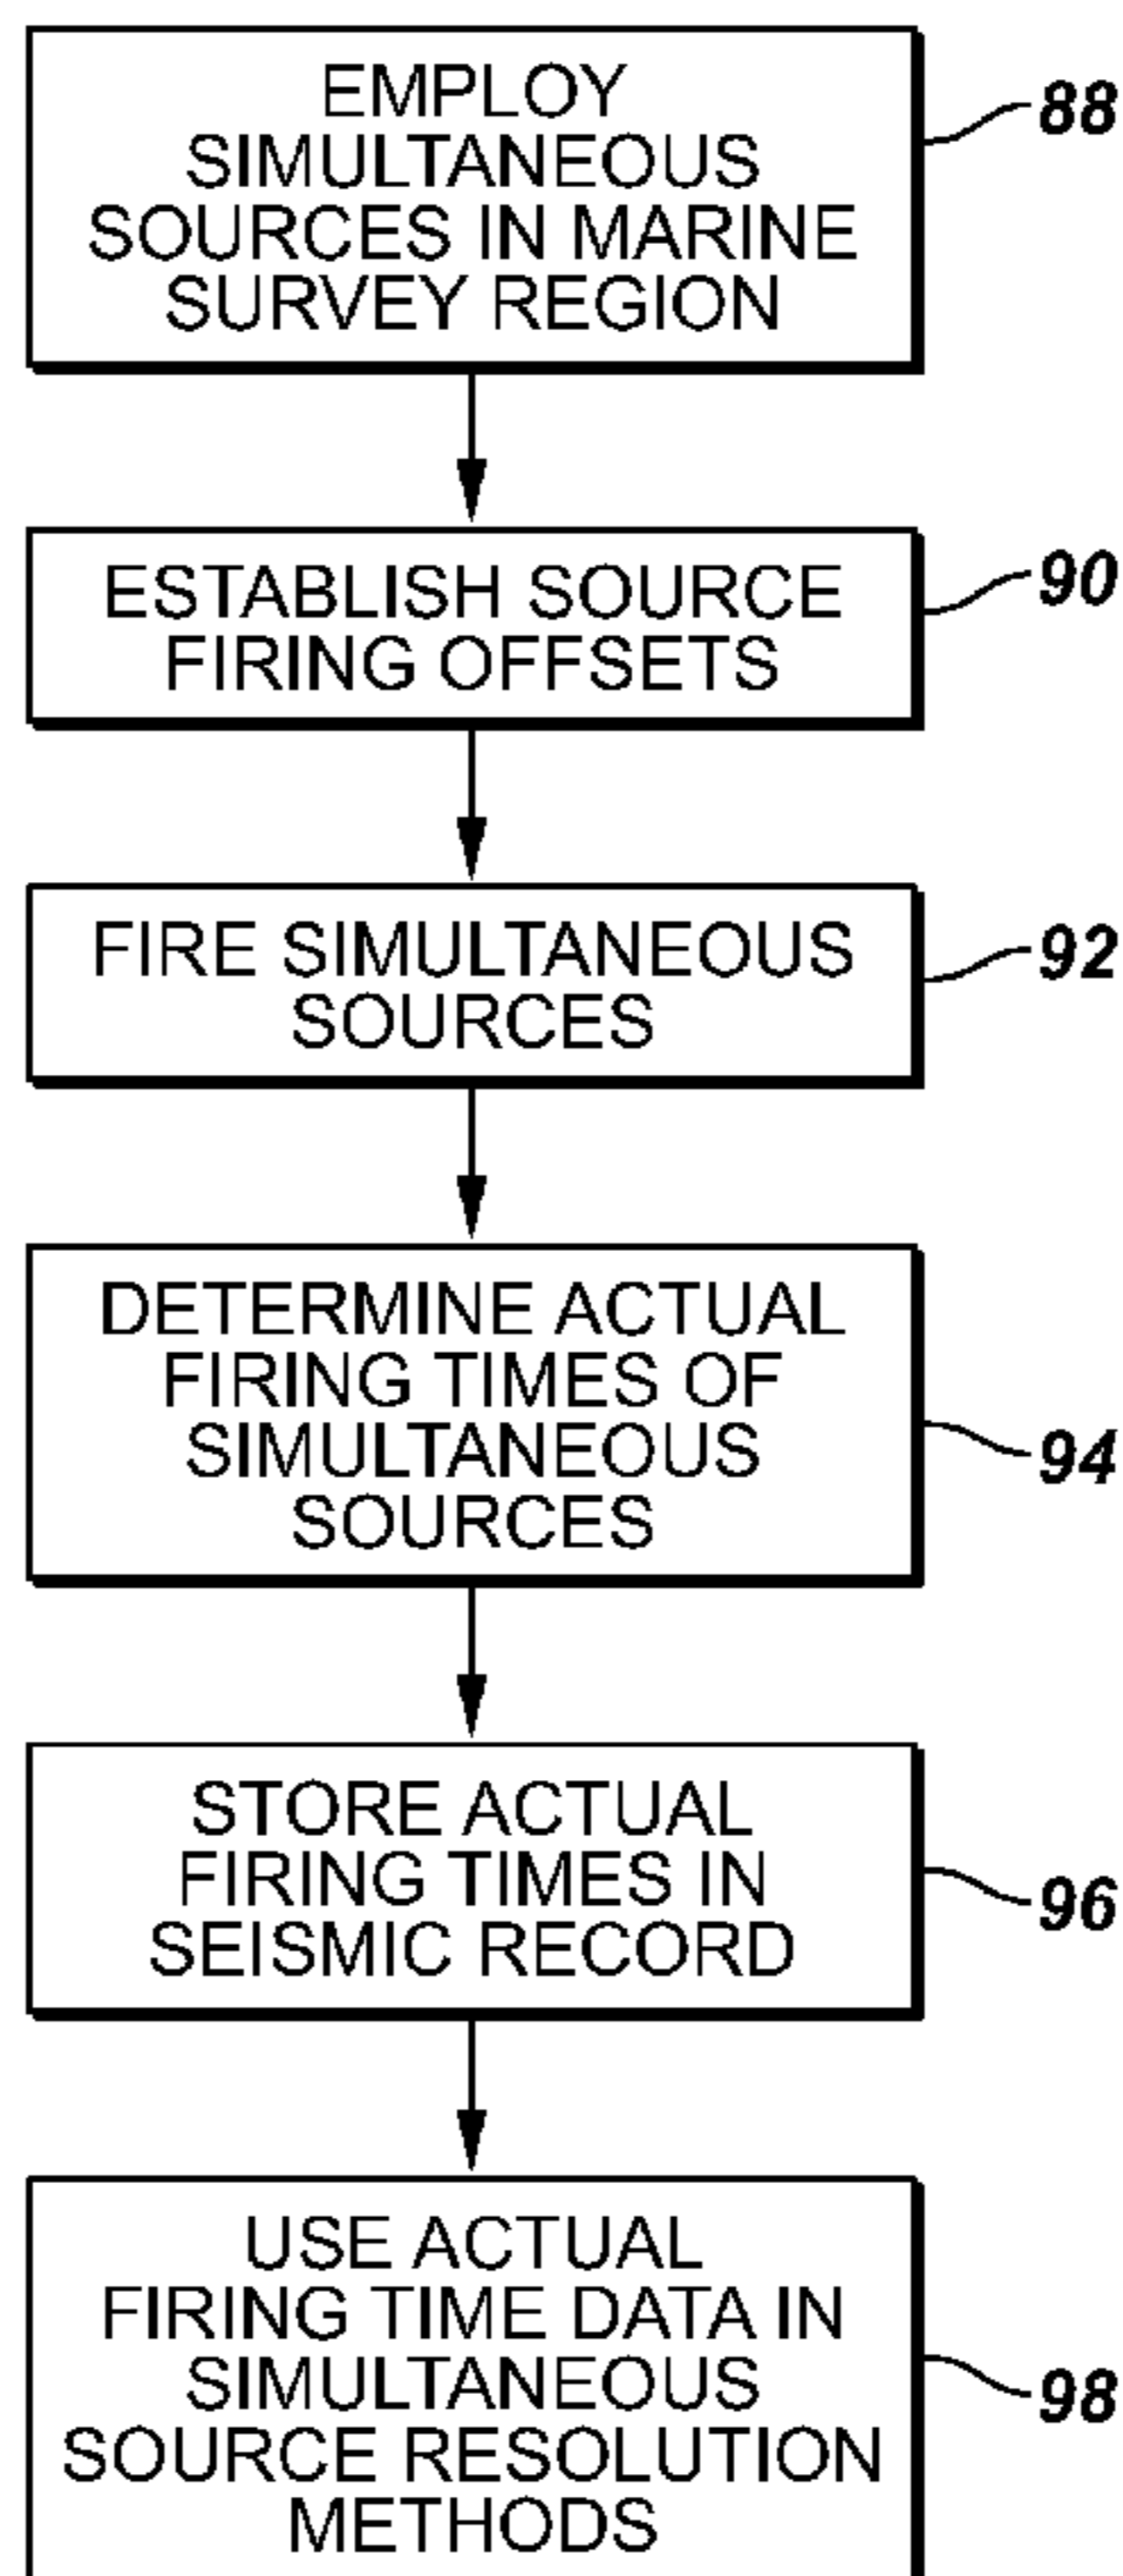 EMPLOY
SIMULTANEOUS
SOURCES IN MARINE
SURVEY REGION
88
ESTABLISH SOURCE
FIRING OFFSETS
90
FIRE SIMULTANEOUS
SOURCES
92
DETERMINE ACTUAL
FIRING TIMES OF
SIMULTANEOUS
SOURCES
94
STORE ACTUAL
FIRING TIMES IN
SEISMIC RECORD
96
USE ACTUAL
FIRING TIME DATA IN
SIMULTANEOUS
SOURCE RESOLUTION
METHODS
98